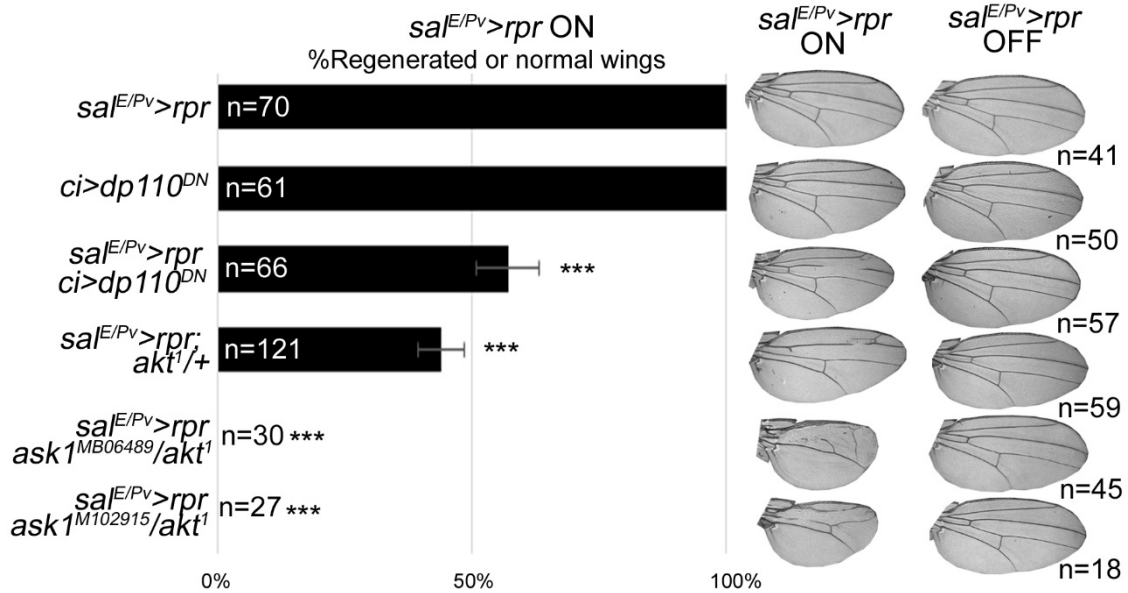 sal^E/Pv>rpr ON
%Regenerated or normal wings
sal^E/Pv>rpr
ON
sal^E/Pv>rpr
OFF
sal^E/Pv>rpr
n=70
n=41
ci>dp110^DN
n=61
n=50
sal^E/Pv>rpr
ci>dp110^DN
n=66
***
n=57
sal^E/Pv>rpr;
akt^1/+
n=121
***
n=59
sal^E/Pv>rpr
ask1^MB06489/akt^1
n=30 ***
n=45
sal^E/Pv>rpr
ask1^M102915/akt^1
n=27 ***
n=18
0%
50%
100%